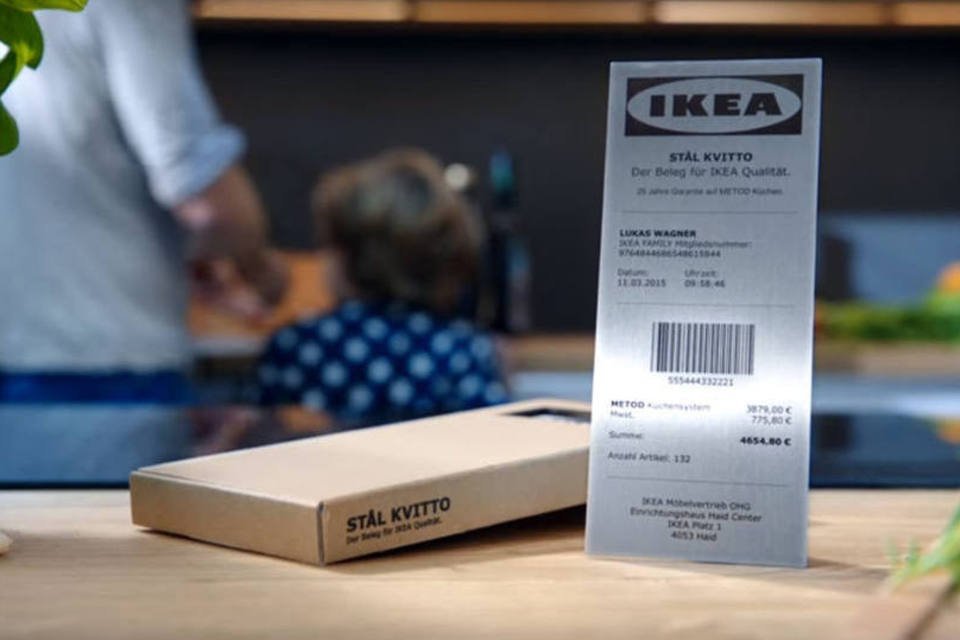 IKEA
STÅL KVITTO
Der Beleg für IKEA Qualität.
25 Jahre Garantie auf METOD Küchen.
LUKAS WAGNER
IKEA FAMILY Mitgliedsnummer:
9764844686548615844
Datum: Uhrzeit:
11.03.2015 09:58:46
555444332221
METOD Küchensystem 3879,00 €
Mwst. 775,80 €
Summe: 4654,80 €
Anzahl Artikel: 132
IKEA Möbelvertrieb OHG
Einrichtungshaus Haid Center
IKEA Platz 1
4053 Haid
STÅL KVITTO
Der Beleg für IKEA Qualität.